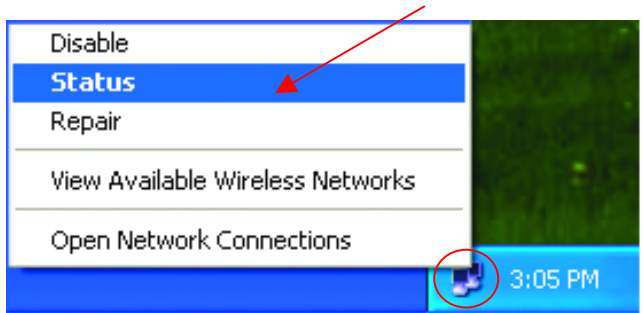 Disable
Status
Repair
View Available Wireless Networks
Open Network Connections
3:05 PM